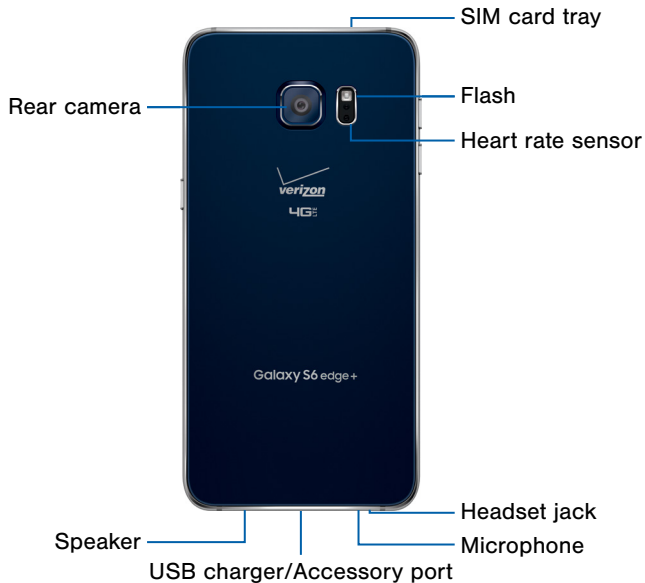 SIM card tray
Rear camera
Flash
Heart rate sensor
verizon
4G LTE
Galaxy S6 edge+
Headset jack
Speaker
Microphone
USB charger/Accessory port